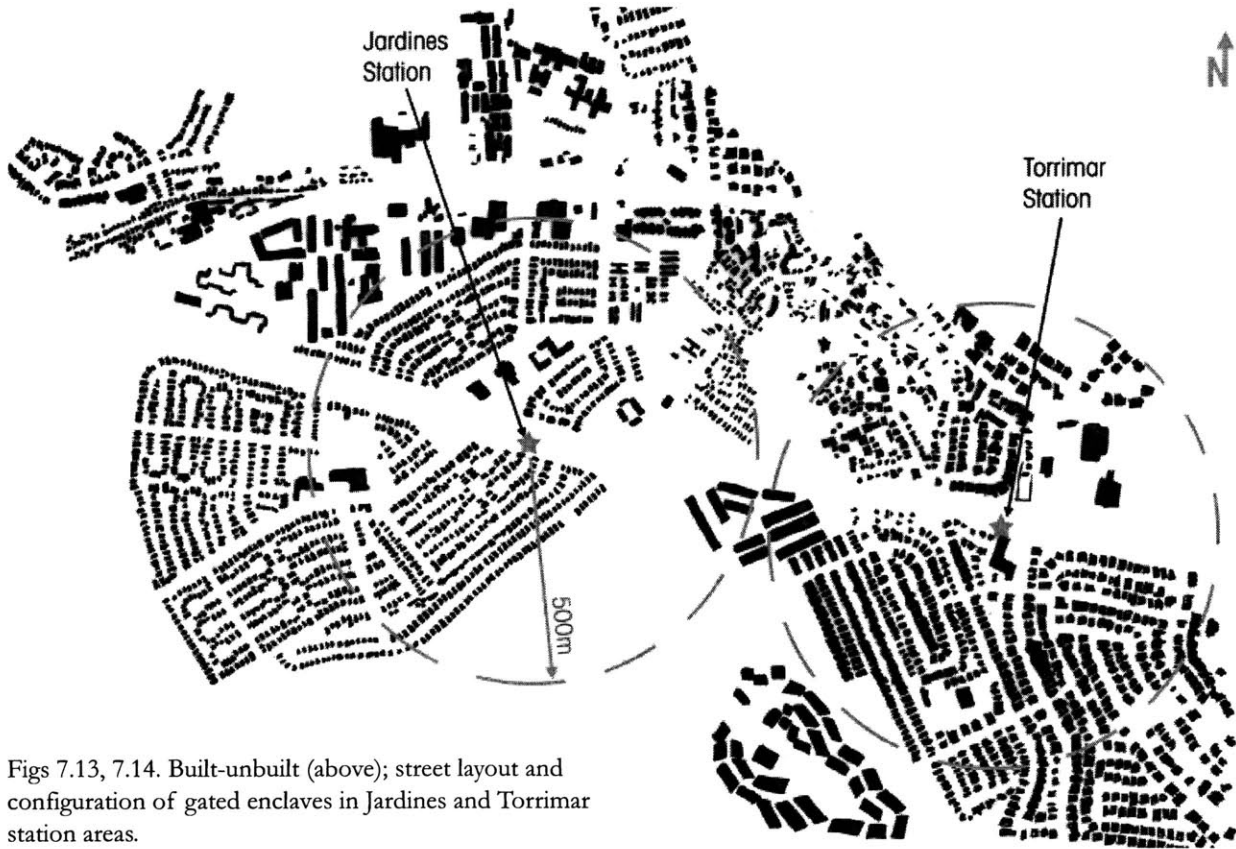 Jardines
Station
N
Torrimar
Station
500m
Figs 7.13, 7.14. Built-unbuilt (above); street layout and
configuration of gated enclaves in Jardines and Torrimar
station areas.